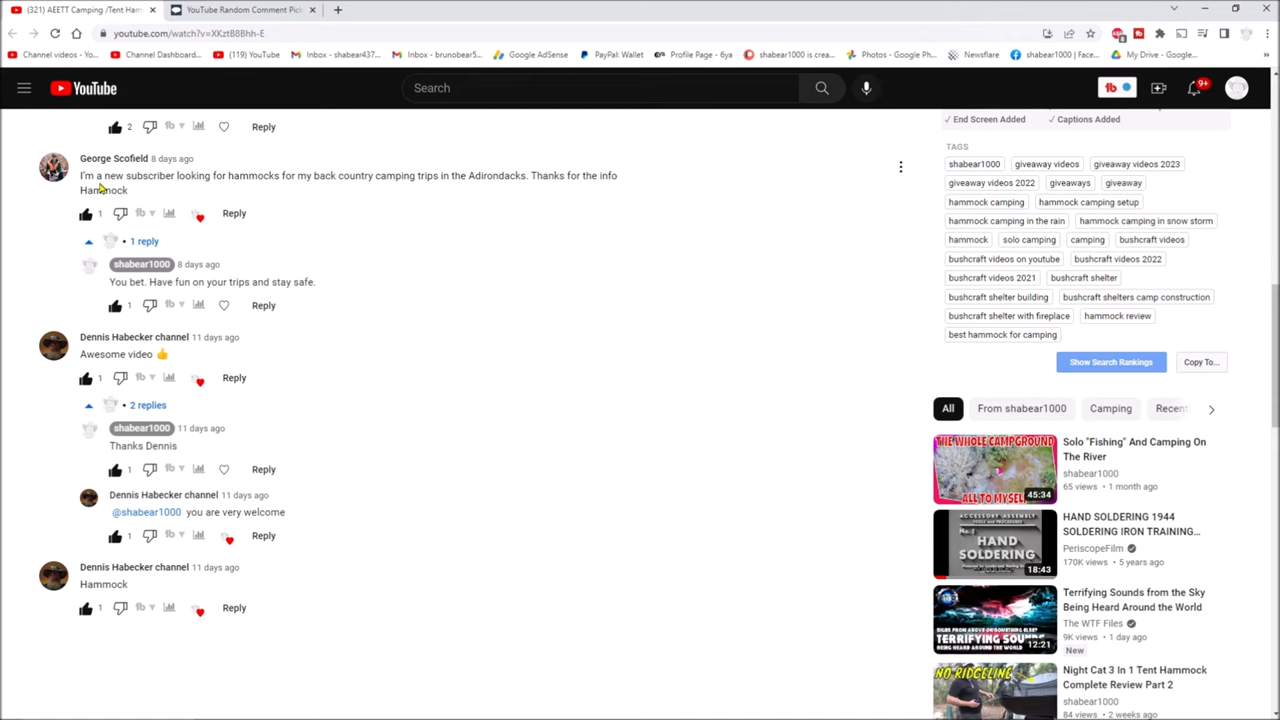 (321) AEETT Camping /Tent Ham
YouTube Random Comment Pick
youtube.com/watch?v=XKztB8Bhh-E
Channel videos - Yo...
Channel Dashboard...
(119) YouTube
Inbox - shabear437...
Inbox - brunobear5...
Google AdSense
PayPal: Wallet
Profile Page - 6ya
shabear1000 is crea...
Photos - Google Ph...
Newsflare
shabear1000 | Face...
My Drive - Google...
YouTube
Search
9+
2
Reply
George Scofield 8 days ago
I'm a new subscriber looking for hammocks for my back country camping trips in the Adirondacks. Thanks for the info
Hammock
1
Reply
1 reply
shabear1000 8 days ago
You bet. Have fun on your trips and stay safe.
1
Reply
Dennis Habecker channel 11 days ago
Awesome video
1
Reply
2 replies
shabear1000 11 days ago
Thanks Dennis
1
Reply
Dennis Habecker channel 11 days ago
@shabear1000 you are very welcome
1
Reply
Dennis Habecker channel 11 days ago
Hammock
1
Reply
✓ End Screen Added ✓ Captions Added
TAGS
shabear1000 giveaway videos giveaway videos 2023
giveaway videos 2022 giveaways giveaway
hammock camping hammock camping setup
hammock camping in the rain hammock camping in snow storm
hammock solo camping camping bushcraft videos
bushcraft videos on youtube bushcraft videos 2022
bushcraft videos 2021 bushcraft shelter
bushcraft shelter building bushcraft shelters camp construction
bushcraft shelter with fireplace hammock review
best hammock for camping
Show Search Rankings Copy To...
All From shabear1000 Camping Recent
THE WHOLE CAMPGROUND
ALL TO MYSELF
45:34
Solo "Fishing" And Camping On
The River
shabear1000
65 views • 1 month ago
ACCESSORY ASSEMBLY
TOOLS and PROCEDURES
No. 1
HAND
SOLDERING
18:43
HAND SOLDERING 1944
SOLDERING IRON TRAINING...
PeriscopeFilm
170K views • 5 years ago
TERRIFYING SOUNDS
BEING HEARD AROUND THE WORLD
12:21
Terrifying Sounds from the Sky
Being Heard Around the World
The WTF Files
9K views • 1 day ago
New
NO RIDGELINE
Night Cat 3 In 1 Tent Hammock
Complete Review Part 2
shabear1000
84 views • 2 weeks ago